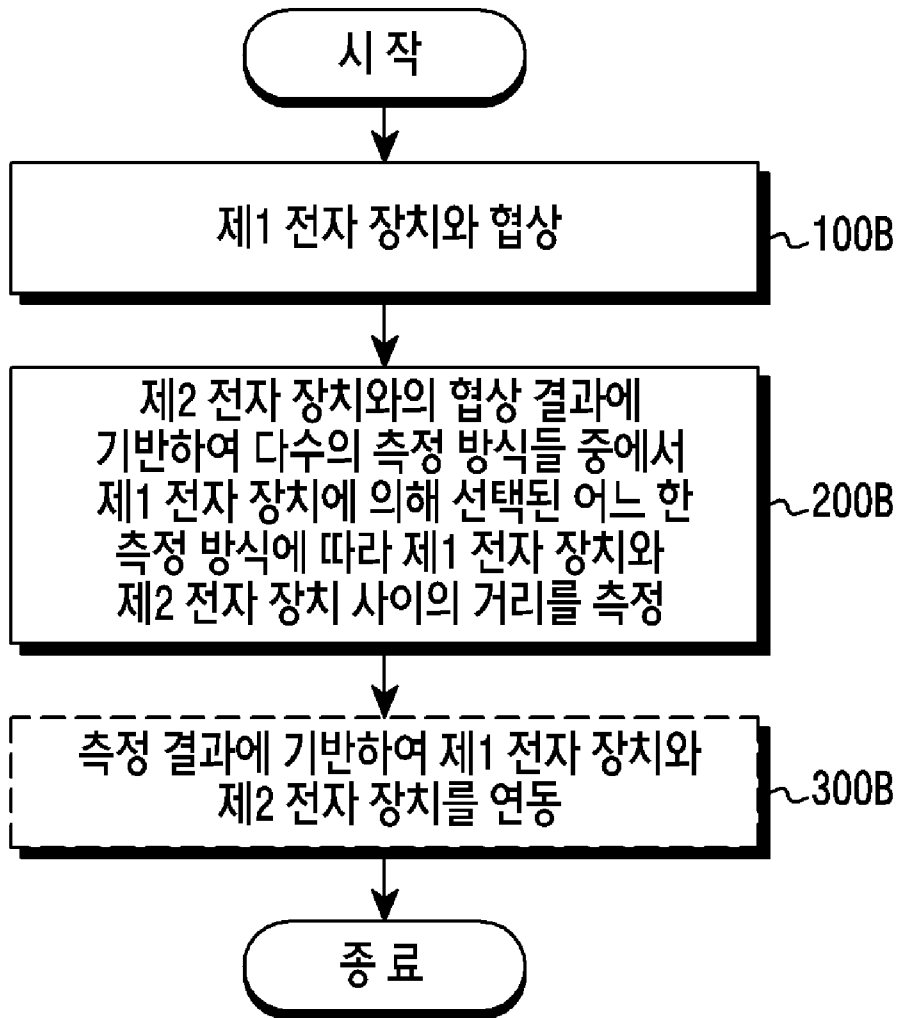 시 작
제1 전자 장치와 협상
100B
제2 전자 장치와의 협상 결과에
기반하여 다수의 측정 방식들 중에서
제1 전자 장치에 의해 선택된 어느 한
측정 방식에 따라 제1 전자 장치와
제2 전자 장치 사이의 거리를 측정
200B
측정 결과에 기반하여 제1 전자 장치와
제2 전자 장치를 연동
300B
종 료